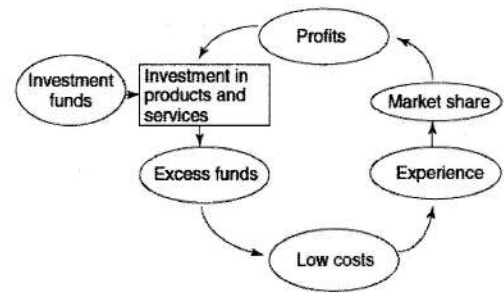 Profits
Investment
funds
Investment in
products and
services
Market share
Excess funds
Experience
Low costs